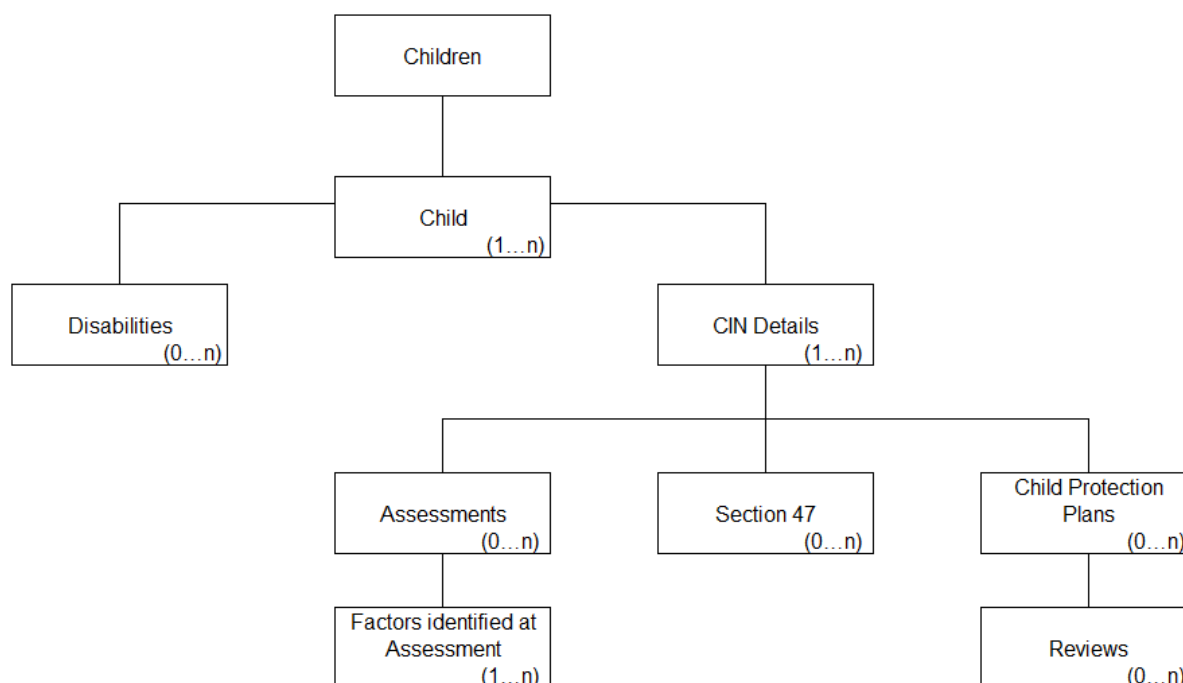 Children
Child
(1...n)
Disabilities
(0...n)
CIN Details
(1...n)
Assessments
(0...n)
Section 47
(0...n)
Child Protection
Plans
(0...n)
Factors identified at
Assessment
(1...n)
Reviews
(0...n)